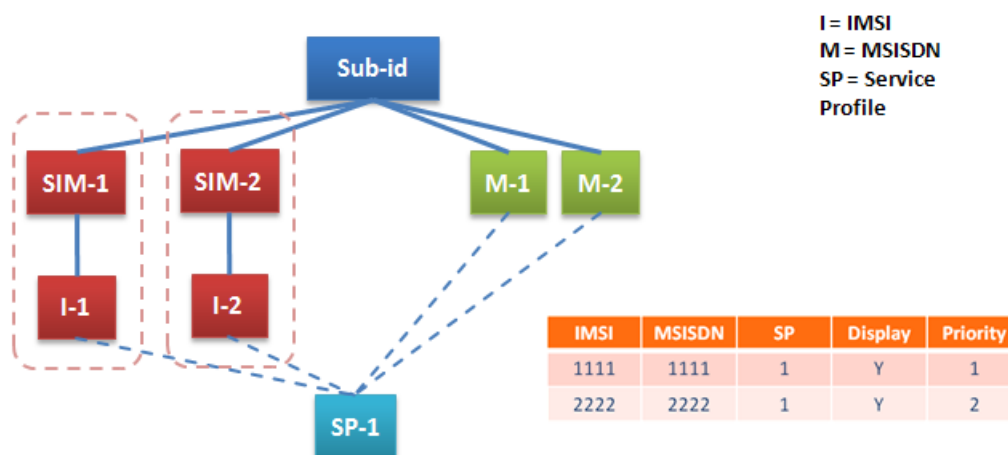 I = IMSI
M = MSISDN
SP = Service
Profile
Sub-id
SIM-1
SIM-2
M-1
M-2
I-1
I-2
SP-1
IMSI MSISDN SP Display Priority
1111 1111 1 Y 1
2222 2222 1 Y 2